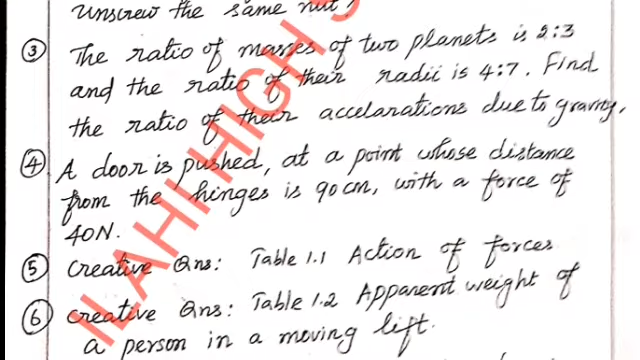 unscrew the same nut?
③ The ratio of masses of two planets is 2:3
and the ratio of their radii is 4:7. Find
the ratio of their accelarations due to gravity,
④ A door is pushed, at a point whose distance
from the hinges is 90 cm, with a force of
40N.
⑤ Creative Qns: Table 1.1 Action of forces
⑥ Creative Qns: Table 1.2 Apparent weight of
a person in a moving lift.
ILAHI HIGH S